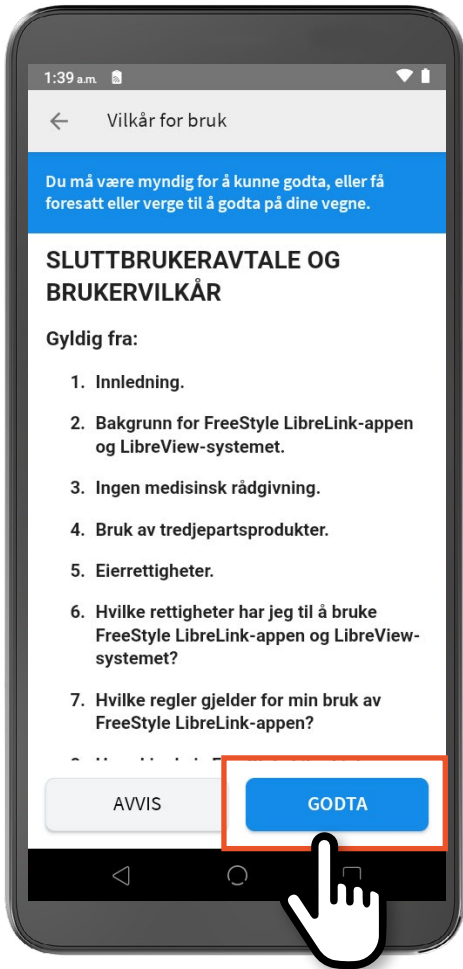 1:39 a.m.
Vilkår for bruk
Du må være myndig for å kunne godta, eller få
foresatt eller verge til å godta på dine vegne.
SLUTTBRUKERAVTALE OG
BRUKERVILKÅR
Gyldig fra:
1. Innledning.
2. Bakgrunn for FreeStyle LibreLink-appen
og LibreView-systemet.
3. Ingen medisinsk rådgivning.
4. Bruk av tredjepartsprodukter.
5. Eierrettigheter.
6. Hvilke rettigheter har jeg til å bruke
FreeStyle LibreLink-appen og LibreView-
systemet?
7. Hvilke regler gjelder for min bruk av
FreeStyle LibreLink-appen?
AVVIS
GODTA